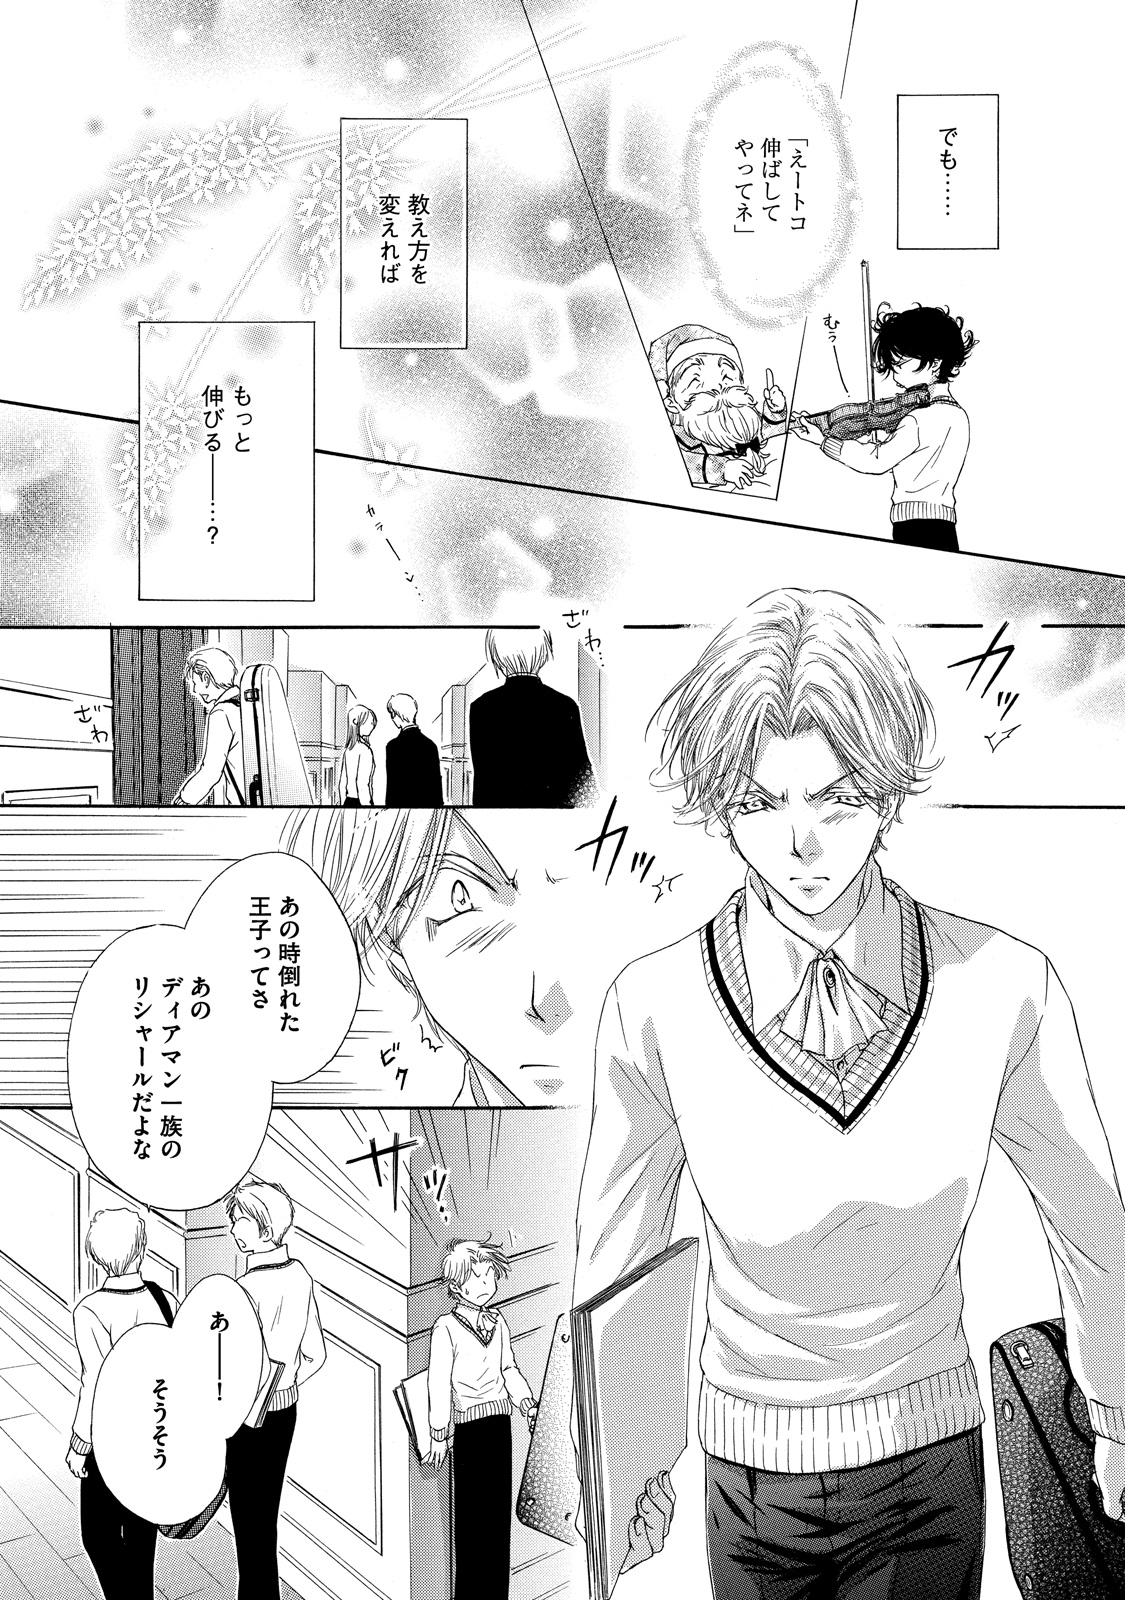 でも……
「えートコ
伸ばして
やってネ」
むぅ
教え方を
変えれば
もっと
伸びる――…？
カラーン…
ざわ…
ざわ
カッ
カッ
あの時倒れた
王子ってさ
あの
ディアマン一族の
リシャールだよな
ビク
サッ…
あ――！
そうそう